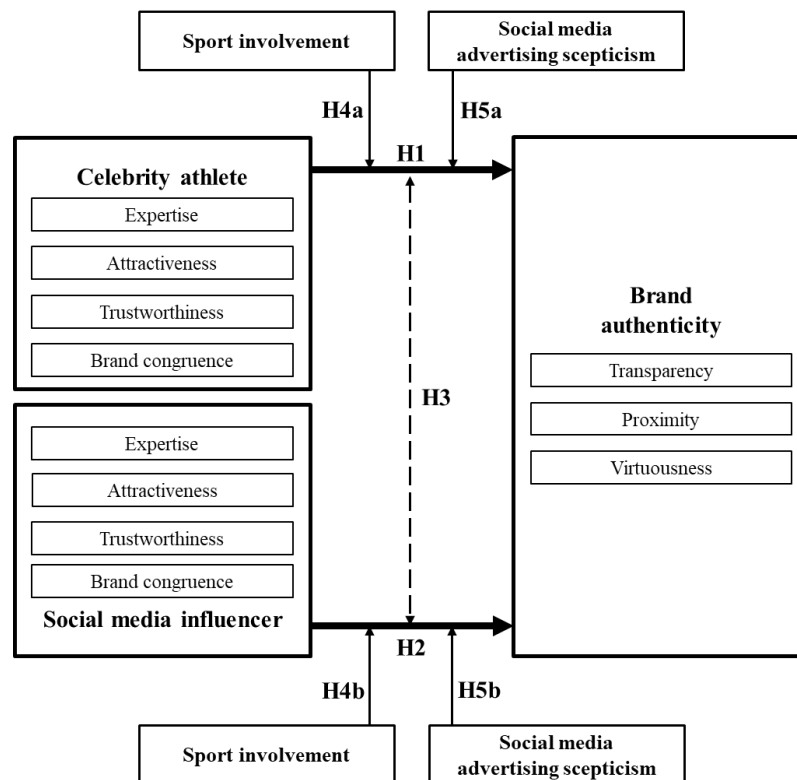 Sport involvement
Social media
advertising scepticism
H4a
H5a
H1
Celebrity athlete
Expertise
Attractiveness
Trustworthiness
Brand congruence
H3
Brand
authenticity
Transparency
Proximity
Virtuousness
Expertise
Attractiveness
Trustworthiness
Brand congruence
Social media influencer
H2
H4b
H5b
Sport involvement
Social media
advertising scepticism